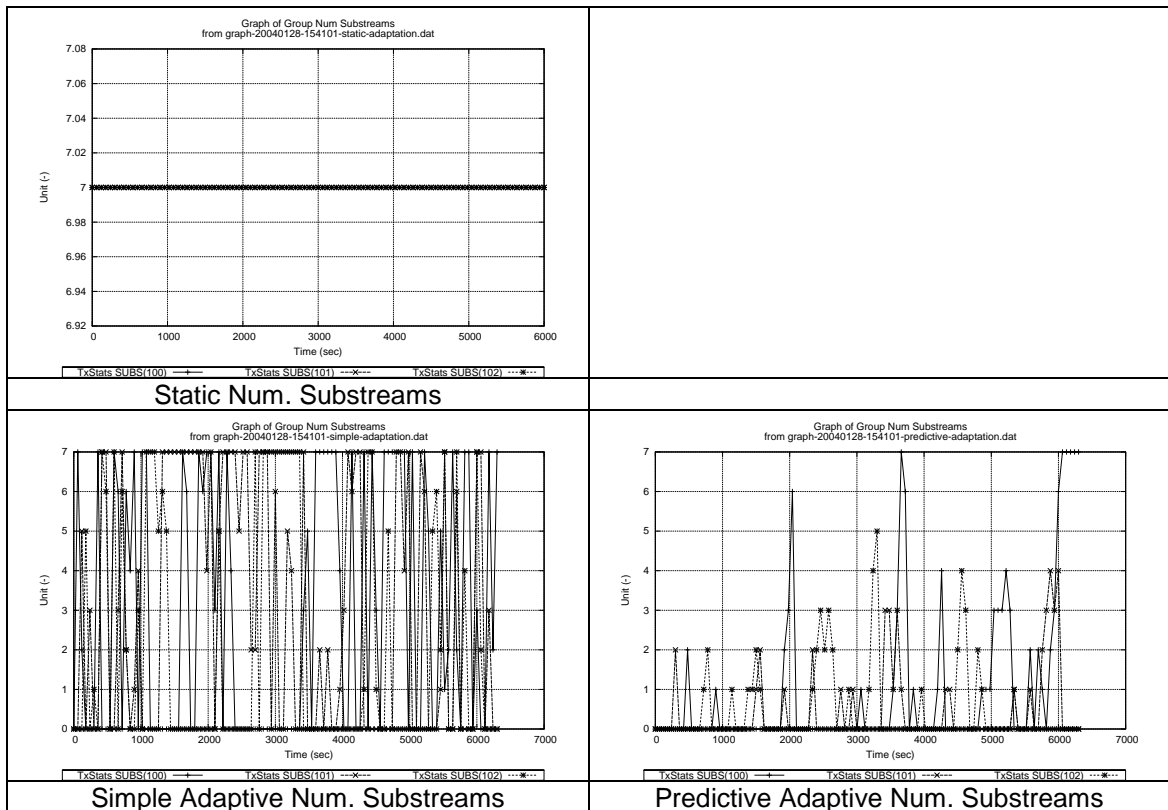 Graph of Group Num Substreams
from graph-20040128-154101-static-adaptation.dat
7.08
7.06
7.04
7.02
7
6.98
6.96
6.94
6.92
Unit (-)
0 1000 2000 3000 4000 5000 6000
Time (sec)
TxStats SUBS(100) TxStats SUBS(101) TxStats SUBS(102)
Static Num. Substreams
Graph of Group Num Substreams
from graph-20040128-154101-simple-adaptation.dat
7
6
5
4
3
2
1
0
Unit (-)
0 1000 2000 3000 4000 5000 6000 7000
Time (sec)
TxStats SUBS(100) TxStats SUBS(101) TxStats SUBS(102)
Simple Adaptive Num. Substreams
Graph of Group Num Substreams
from graph-20040128-154101-predictive-adaptation.dat
7
6
5
4
3
2
1
0
Unit (-)
0 1000 2000 3000 4000 5000 6000 7000
Time (sec)
TxStats SUBS(100) TxStats SUBS(101) TxStats SUBS(102)
Predictive Adaptive Num. Substreams